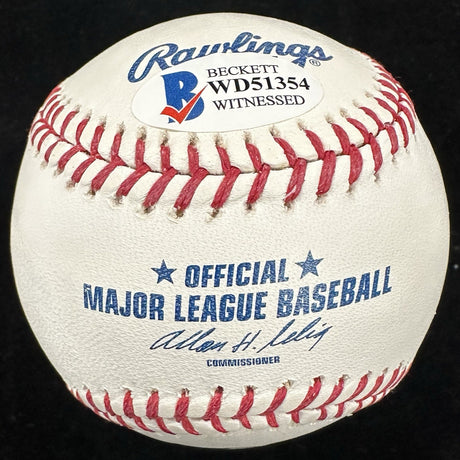 Rawlings®
BECKETT
B WD51354
WITNESSED
★ OFFICIAL ★
MAJOR LEAGUE BASEBALL
Allan H. Selig
COMMISSIONER